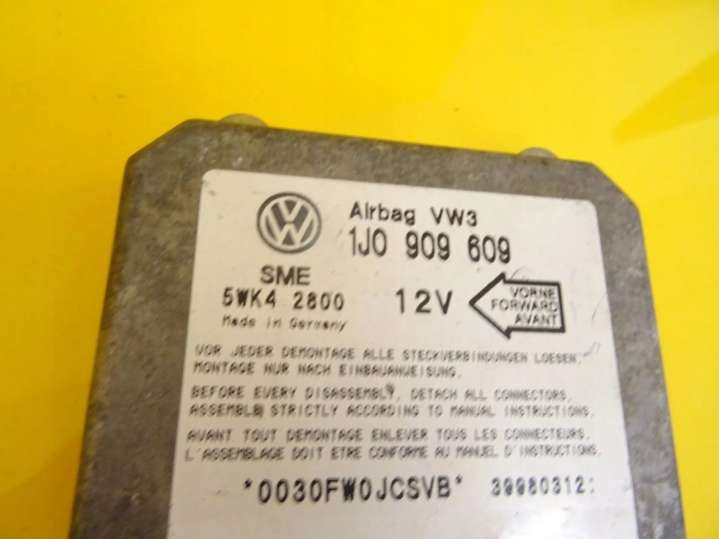 Airbag VW3
1J0 909 609
SME
5WK4 2800 12V
VORNE
FORWARD
AVANT
Made in Germany
VOR JEDER DEMONTAGE ALLE STECKVERBINDUNGEN LOESEN.
MONTAGE NUR NACH EINBAUANWEISUNG.
BEFORE EVERY DISASSEMBLY, DETACH ALL CONNECTORS.
ASSEMBLE STRICTLY ACCORDING TO MANUAL INSTRUCTIONS.
AVANT TOUT DEMONTAGE ENLEVER TOUS LES CONNECTEURS.
L'ASSEMBLAGE DOIT ETRE CONFORME AU MANUEL D'INSTRUCTIONS.
*0030FW0JCSVB*